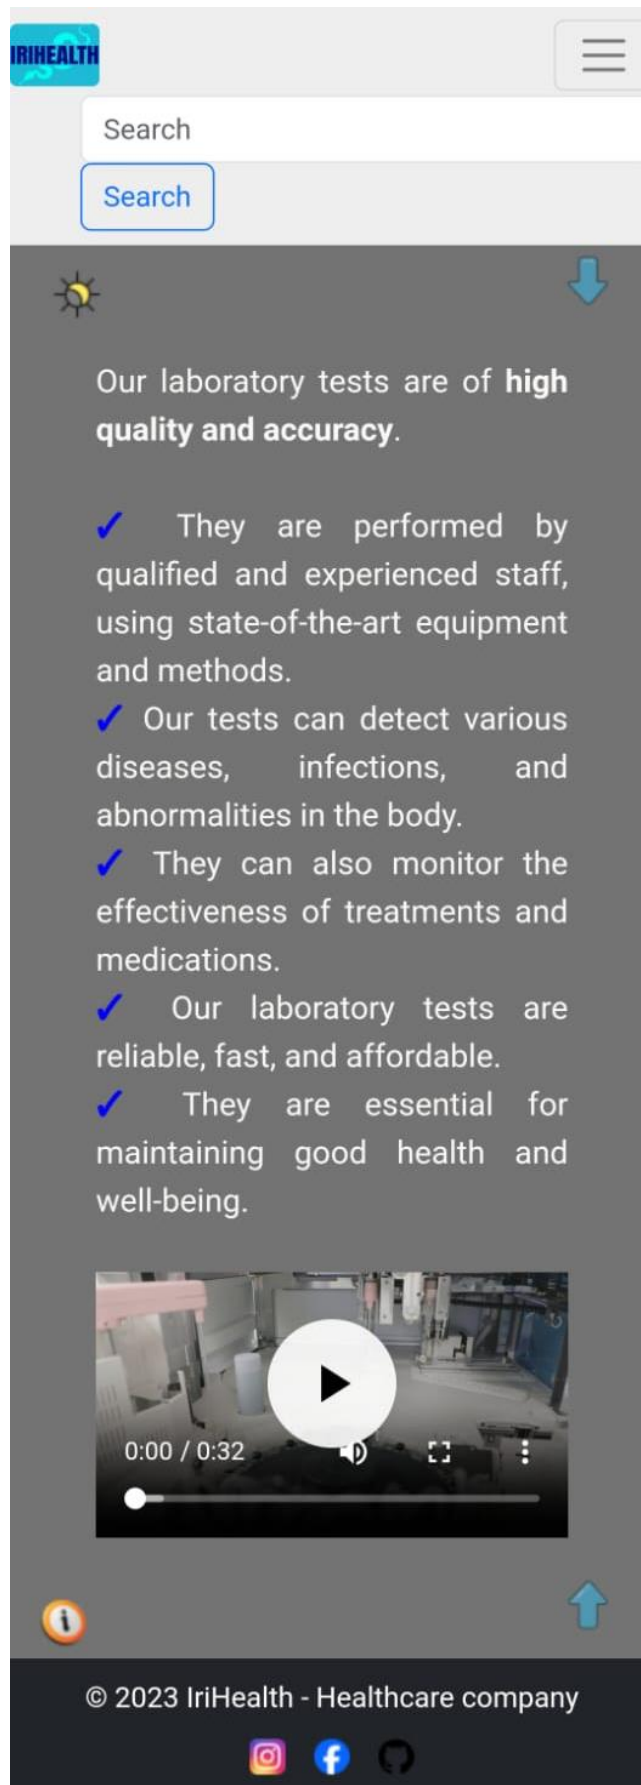 IRIHEALTH
Search
Search
Our laboratory tests are of high
quality and accuracy.
✓ They are performed by
qualified and experienced staff,
using state-of-the-art equipment
and methods.
✓ Our tests can detect various
diseases, infections, and
abnormalities in the body.
✓ They can also monitor the
effectiveness of treatments and
medications.
✓ Our laboratory tests are
reliable, fast, and affordable.
✓ They are essential for
maintaining good health and
well-being.
0:00 / 0:32
i
© 2023 IriHealth - Healthcare company